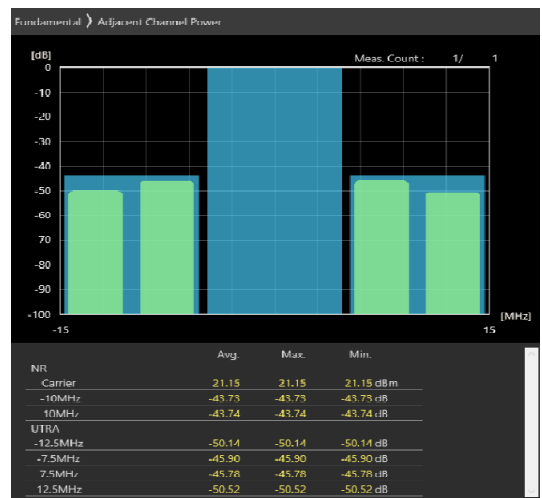 Fundamental ❯ Adjacent Channel Power
[dB]
Meas. Count : 1/ 1
0
-10
-20
-30
-40
-50
-60
70
-80
-90
-100
[MHz]
-15 15
Avg. Max. Min.
NR
Carrier 21.15 21.15 21.15 dBm
-10MHz -43.73 -43.73 -43.73 dB
10MHz -43.74 -43.74 -43.74 dB
UTRA
-12.5MHz -50.14 -50.14 -50.14 dB
-7.5MHz -45.90 -45.90 -45.90 dB
7.5MHz -45.78 -45.78 -45.78 dB
12.5MHz -50.52 -50.52 -50.52 dB